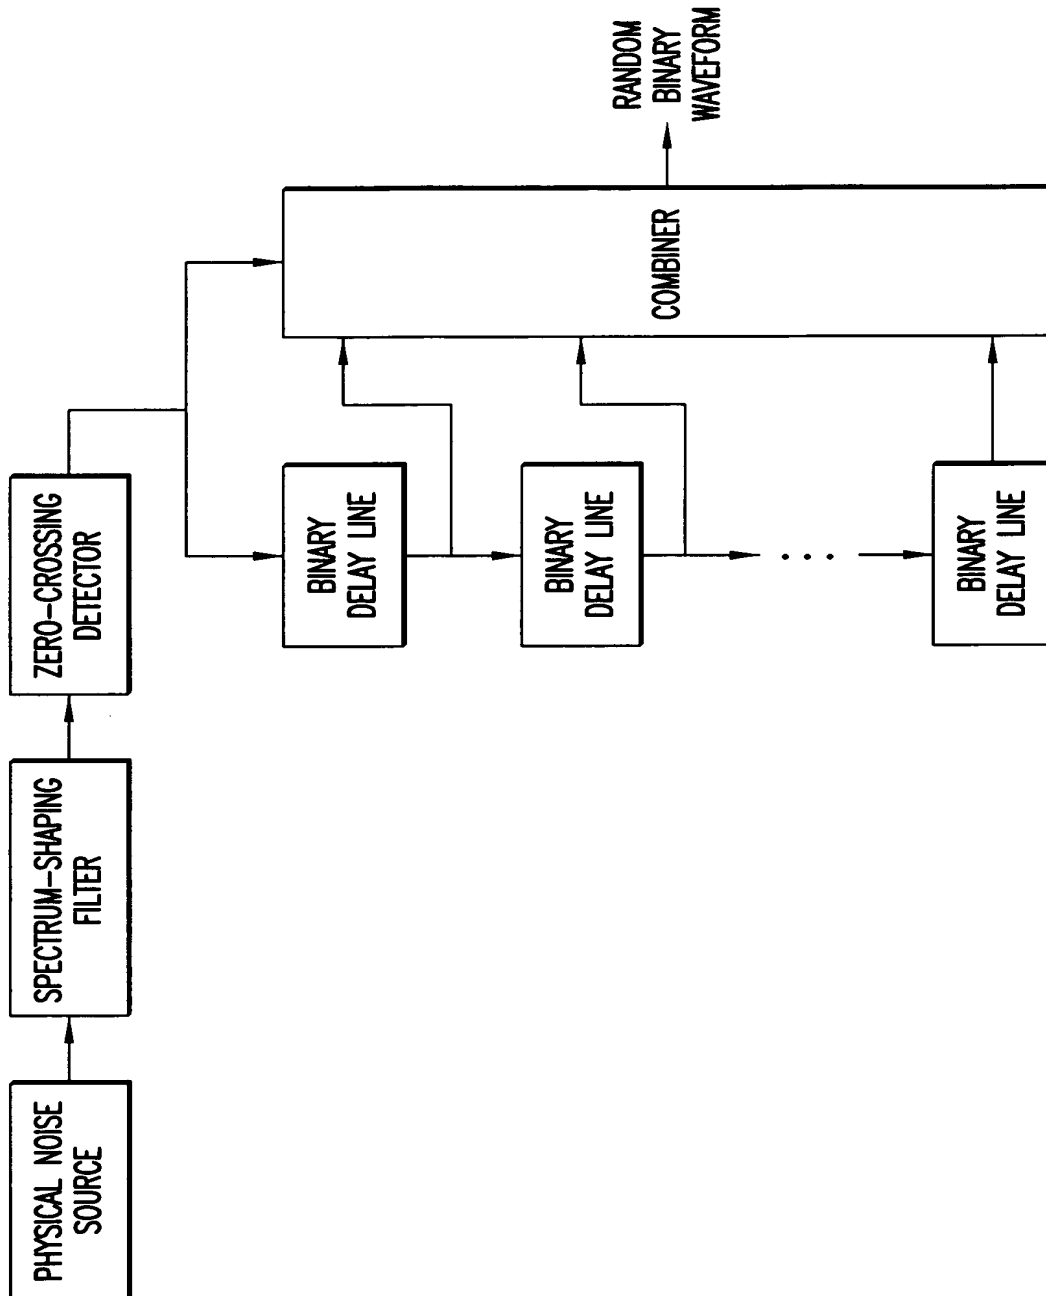 PHYSICAL NOISE
SOURCE
SPECTRUM-SHAPING
FILTER
ZERO-CROSSING
DETECTOR
BINARY
DELAY LINE
BINARY
DELAY LINE
. . .
BINARY
DELAY LINE
COMBINER
RANDOM
BINARY
WAVEFORM